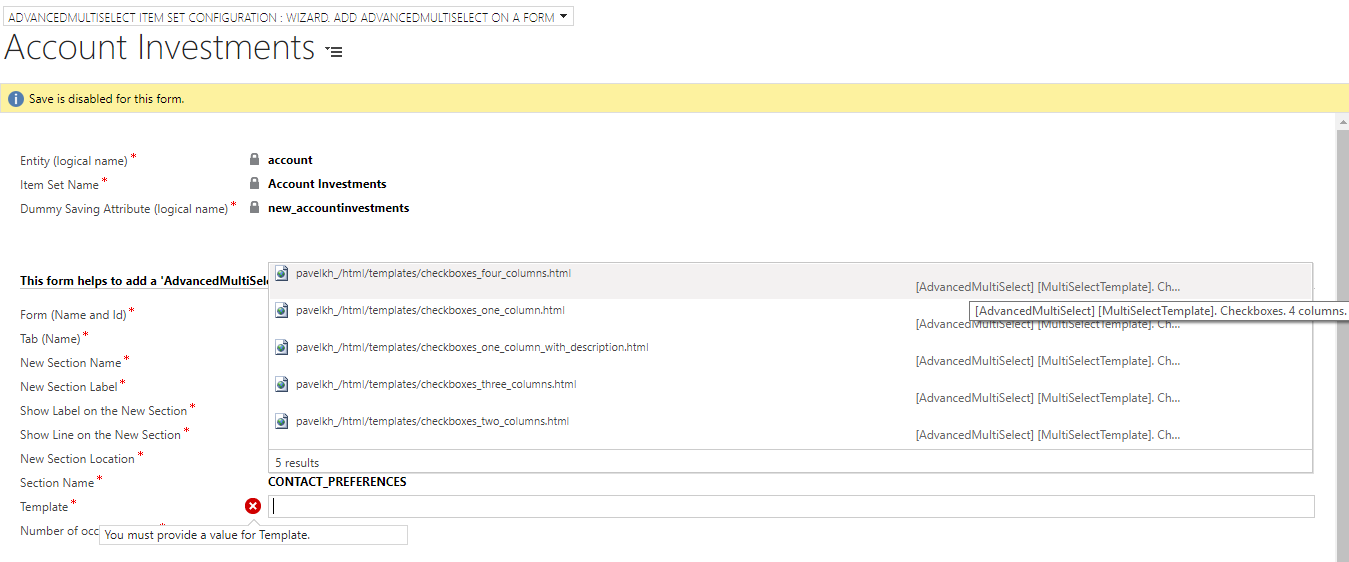 ADVANCEDMULTISELECT ITEM SET CONFIGURATION : WIZARD. ADD ADVANCEDMULTISELECT ON A FORM
Account Investments
Save is disabled for this form.
Entity (logical name) * account
Item Set Name * Account Investments
Dummy Saving Attribute (logical name) * new_accountinvestments
This form helps to add a 'AdvancedMultiSele
pavelkh_/html/templates/checkboxes_four_columns.html
[AdvancedMultiSelect] [MultiSelectTemplate]. Ch...
[AdvancedMultiSelect] [MultiSelectTemplate]. Checkboxes. 4 columns.
Form (Name and Id) *
pavelkh_/html/templates/checkboxes_one_column.html
[AdvancedMultiSelect] [MultiSelectTemplate]. Ch...
Tab (Name) *
pavelkh_/html/templates/checkboxes_one_column_with_description.html
[AdvancedMultiSelect] [MultiSelectTemplate]. Ch...
New Section Name *
New Section Label *
pavelkh_/html/templates/checkboxes_three_columns.html
[AdvancedMultiSelect] [MultiSelectTemplate]. Ch...
Show Label on the New Section *
pavelkh_/html/templates/checkboxes_two_columns.html
[AdvancedMultiSelect] [MultiSelectTemplate]. Ch...
Show Line on the New Section *
New Section Location *
5 results
Section Name * CONTACT_PREFERENCES
Template *
Number of occ
You must provide a value for Template.